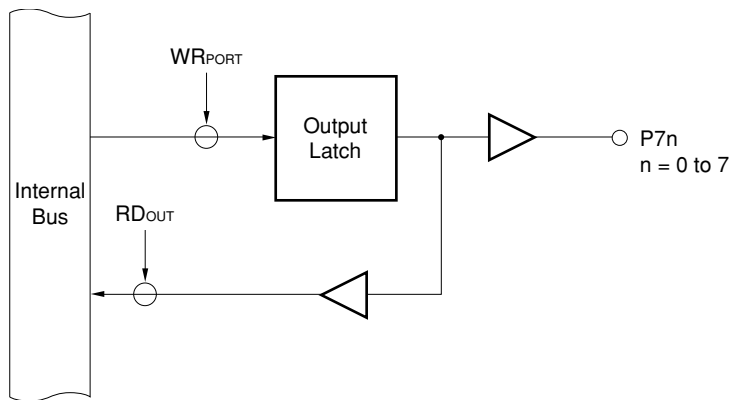 WRPORT
Output
Latch
P7n
n = 0 to 7
Internal
Bus
RDOUT